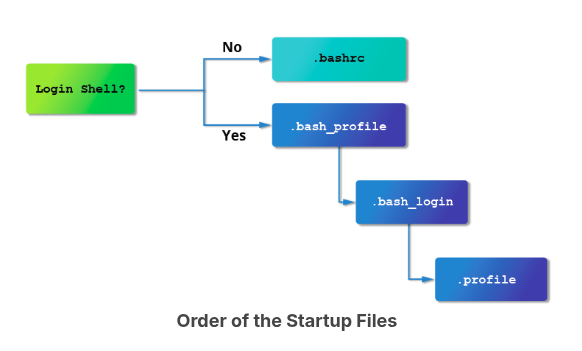 No
.bashrc
Login Shell?
.bash_profile
Yes
.bash_login
.profile
Order of the Startup Files